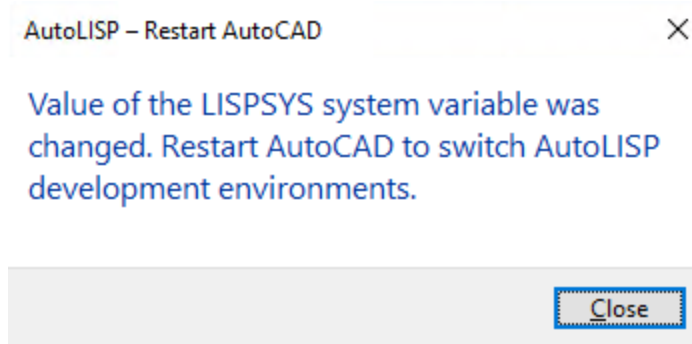 AutoLISP – Restart AutoCAD
Value of the LISPSYS system variable was
changed. Restart AutoCAD to switch AutoLISP
development environments.
Close